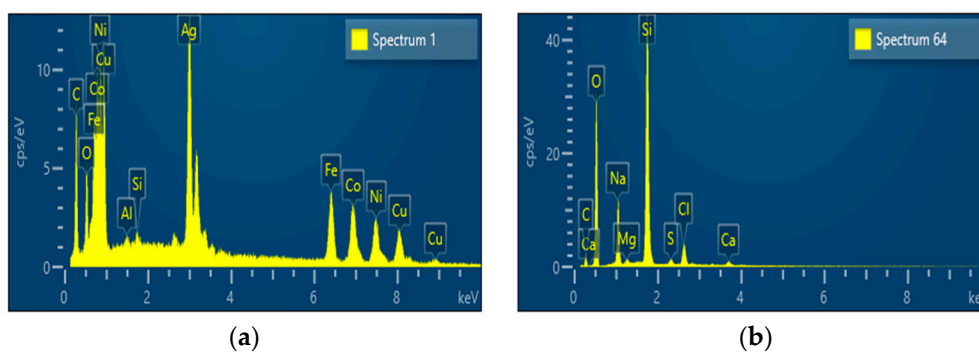 Ni
Ag
Spectrum 1
Cu
C
Co
Fe
O
Si
Al
Fe
Co
Ni
Cu
Cu
cps/eV
10
5
0
0
2
4
6
8
keV
(a)
Si
Spectrum 64
O
Na
C
Ca
Mg
S
Cl
Ca
cps/eV
40
20
0
0
2
4
6
8
keV
(b)